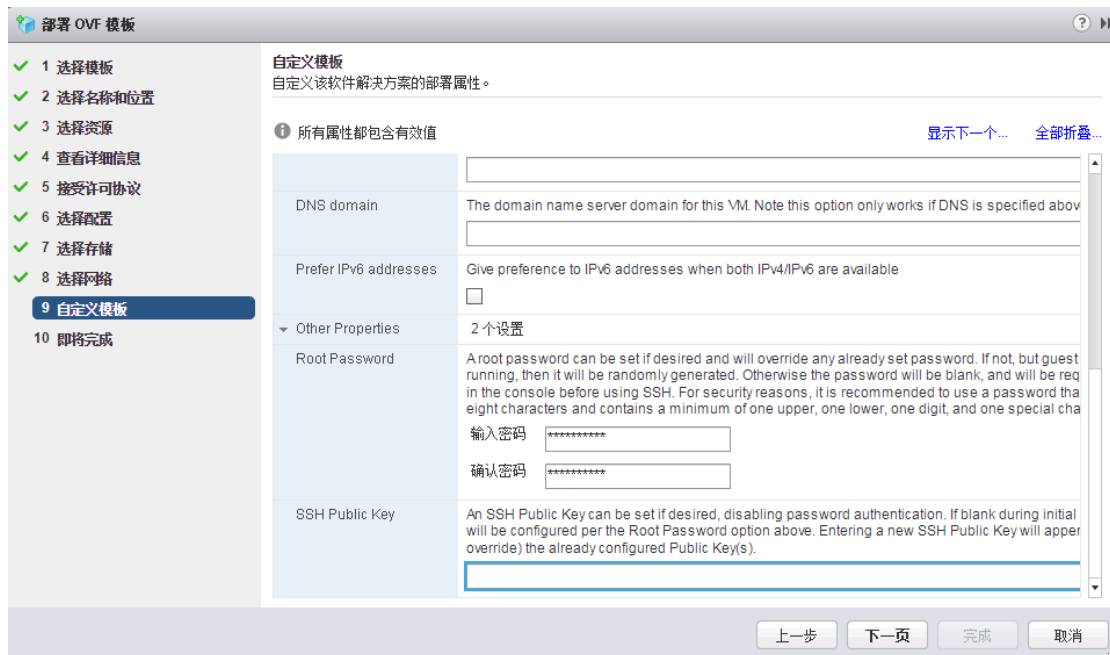 部署 OVF 模板
1 选择模板
2 选择名称和位置
3 选择资源
4 查看详细信息
5 接受许可协议
6 选择配置
7 选择存储
8 选择网络
9 自定义模板
10 即将完成
自定义模板
自定义该软件解决方案的部署属性。
所有属性都包含有效值
显示下一个...
全部折叠...
DNS domain
The domain name server domain for this VM. Note this option only works if DNS is specified abov
Prefer IPv6 addresses
Give preference to IPv6 addresses when both IPv4/IPv6 are available
Other Properties
2 个设置
Root Password
A root password can be set if desired and will override any already set password. If not, but guest
running, then it will be randomly generated. Otherwise the password will be blank, and will be req
in the console before using SSH. For security reasons, it is recommended to use a password tha
eight characters and contains a minimum of one upper, one lower, one digit, and one special cha
输入密码
**********
确认密码
**********
SSH Public Key
An SSH Public Key can be set if desired, disabling password authentication. If blank during initial
will be configured per the Root Password option above. Entering a new SSH Public Key will apper
override) the already configured Public Key(s).
上一步
下一页
完成
取消